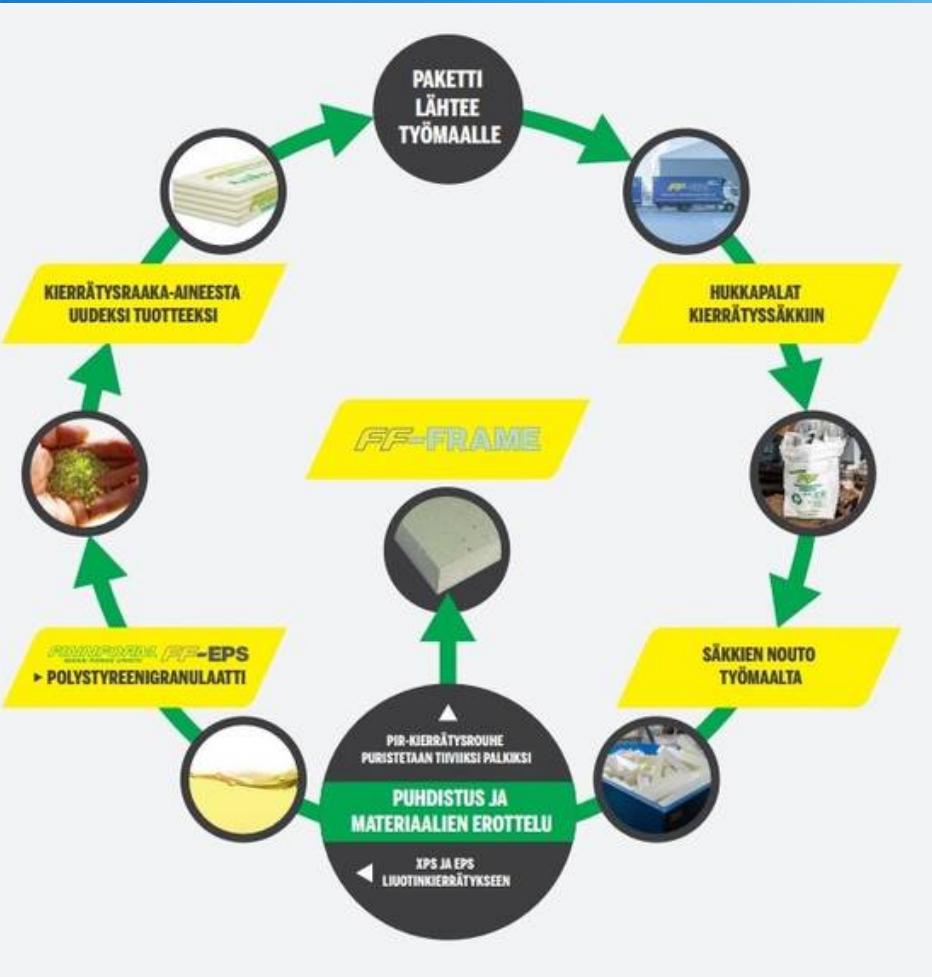 PAKETTI
LÄHTEE
TYÖMAALLE
HUKKAPALAT
KIERRÄTYSSÄKKIIN
SÄKKIEN NOUTO
TYÖMAALTA
PIR-KIERRÄTYSROUHE
PURISTETAAN TIIVIIKSI PALKIKSI
PUHDISTUS JA
MATERIAALIEN EROTTELU
XPS JA EPS
LIUOTINKIERRÄTYKSEEN
FF-FRAME
FINNFOAM FF-EPS
▸ POLYSTYREENIGRANULAATTI
KIERRÄTYSRAAKA-AINEESTA
UUDEKSI TUOTTEEKSI